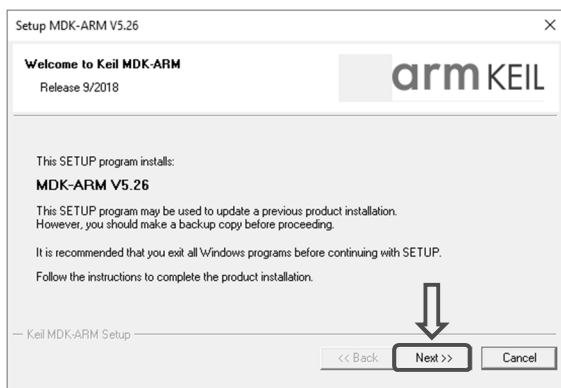 Setup MDK-ARM V5.26
Welcome to Keil MDK-ARM
Release 9/2018
arm KEIL
This SETUP program installs:
MDK-ARM V5.26
This SETUP program may be used to update a previous product installation.
However, you should make a backup copy before proceeding.
It is recommended that you exit all Windows programs before continuing with SETUP.
Follow the instructions to complete the product installation.
Keil MDK-ARM Setup
<< Back Next >> Cancel